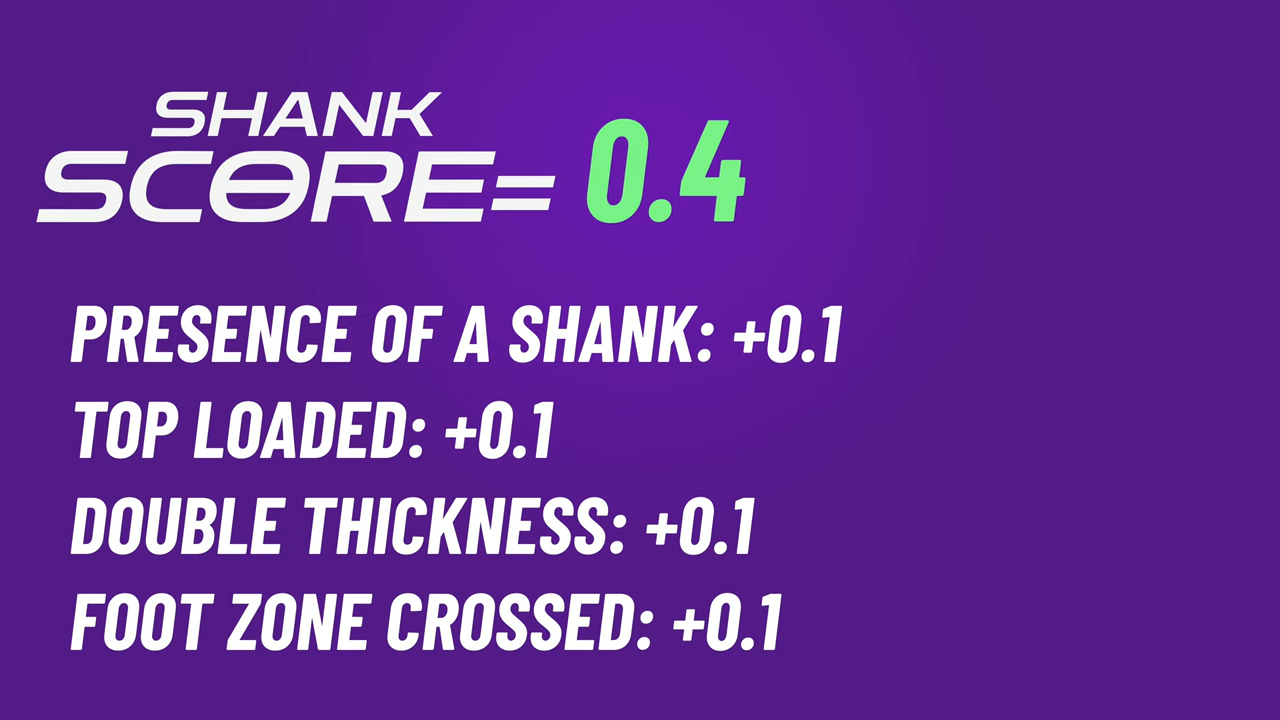 SHANK
SCORE= 0.4
PRESENCE OF A SHANK: +0.1
TOP LOADED: +0.1
DOUBLE THICKNESS: +0.1
FOOT ZONE CROSSED: +0.1